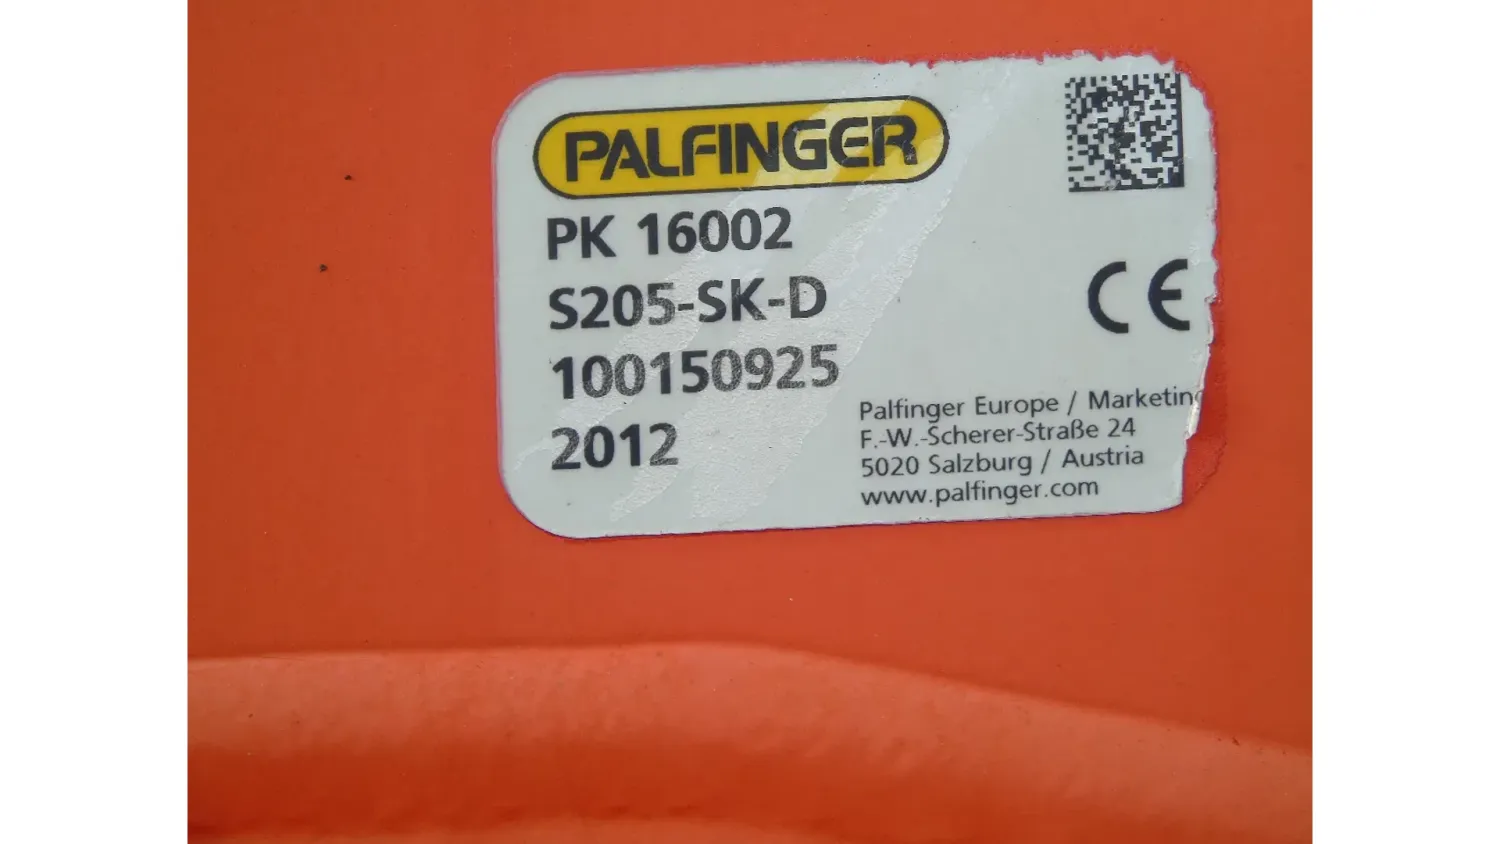 PALFINGER
PK 16002
S205-SK-D
100150925
2012
CE
Palfinger Europe / Marketing
F.-W.-Scherer-Straße 24
5020 Salzburg / Austria
www.palfinger.com